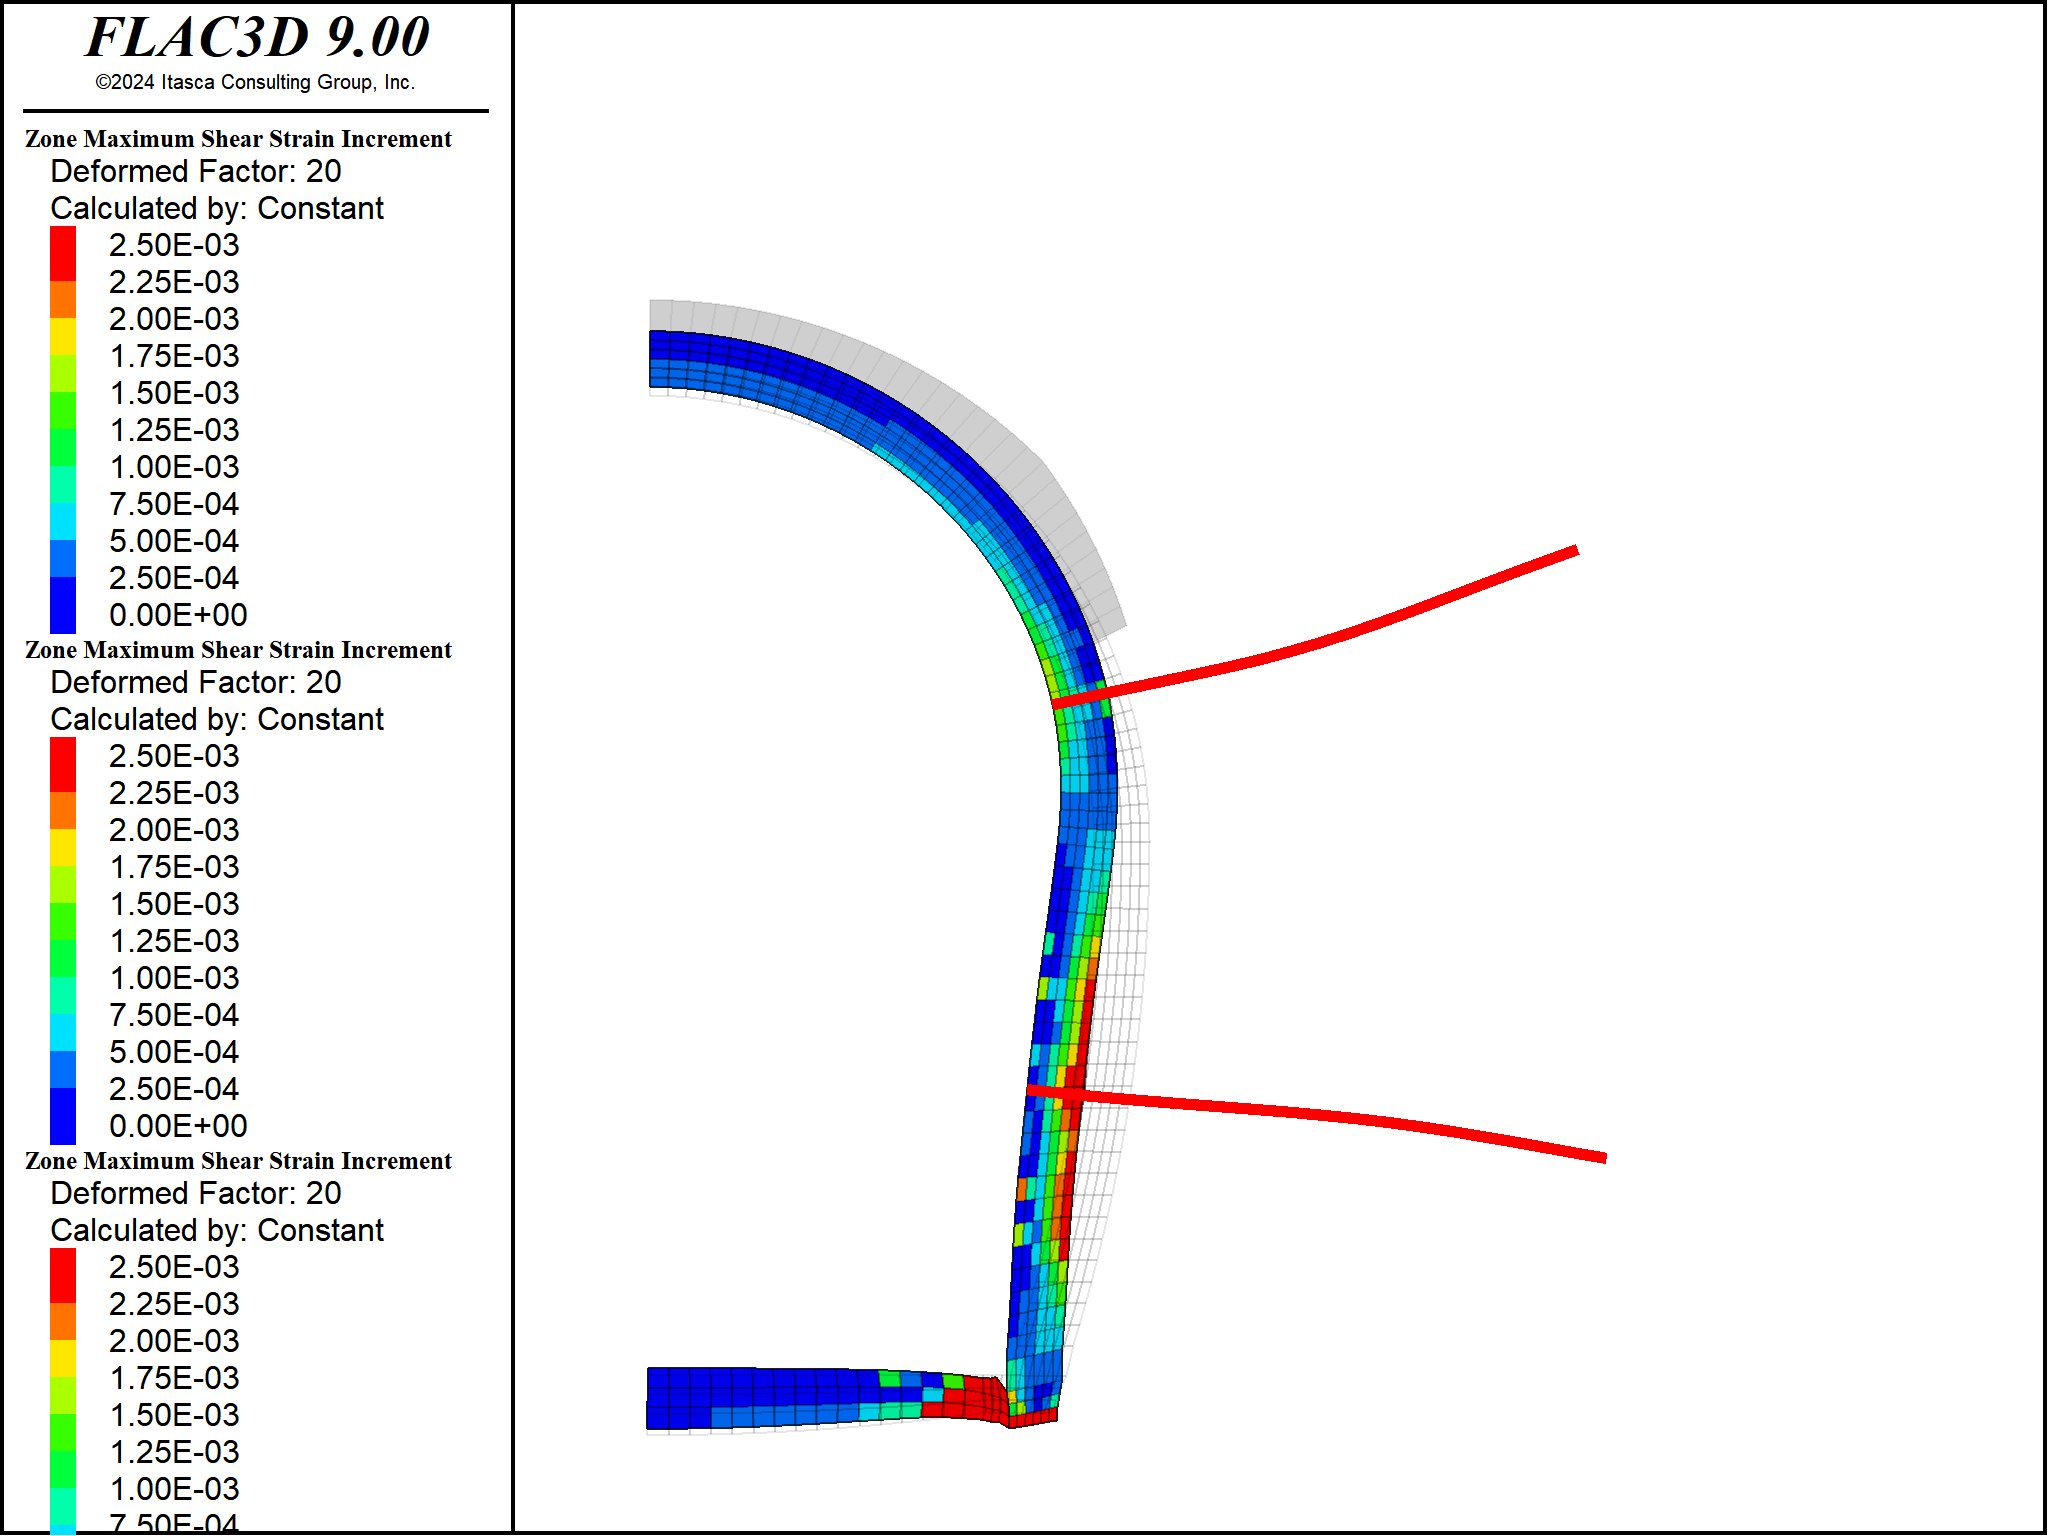 FLAC3D 9.00
©2024 Itasca Consulting Group, Inc.
Zone Maximum Shear Strain Increment
Deformed Factor: 20
Calculated by: Constant
2.50E-03
2.25E-03
2.00E-03
1.75E-03
1.50E-03
1.25E-03
1.00E-03
7.50E-04
5.00E-04
2.50E-04
0.00E+00
Zone Maximum Shear Strain Increment
Deformed Factor: 20
Calculated by: Constant
2.50E-03
2.25E-03
2.00E-03
1.75E-03
1.50E-03
1.25E-03
1.00E-03
7.50E-04
5.00E-04
2.50E-04
0.00E+00
Zone Maximum Shear Strain Increment
Deformed Factor: 20
Calculated by: Constant
2.50E-03
2.25E-03
2.00E-03
1.75E-03
1.50E-03
1.25E-03
1.00E-03
7.50E-04